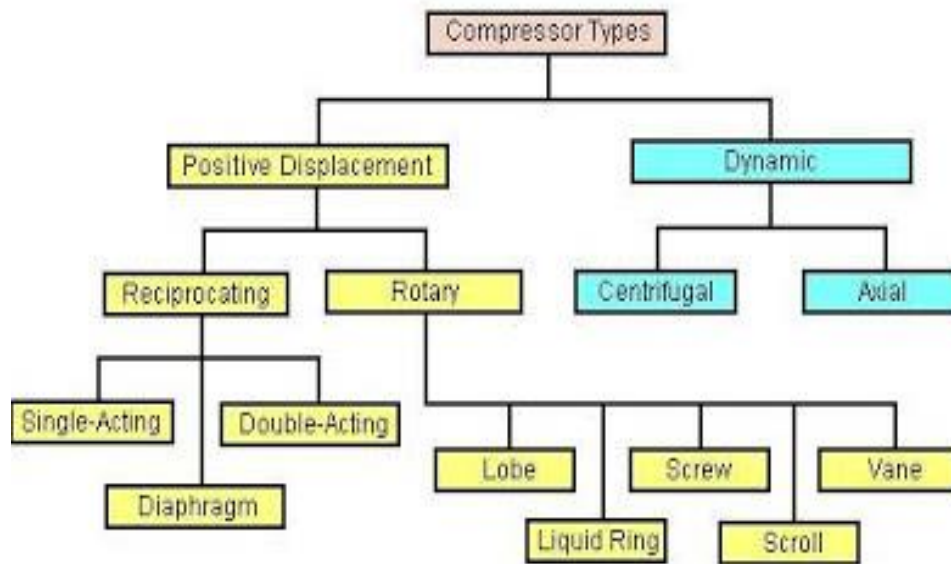 Compressor Types
Positive Displacement
Dynamic
Reciprocating
Rotary
Centrifugal
Axial
Single-Acting
Double-Acting
Diaphragm
Lobe
Screw
Vane
Liquid Ring
Scroll